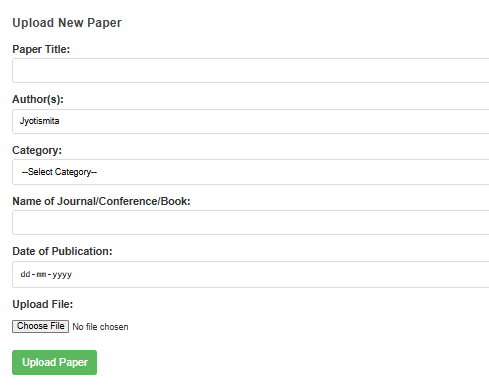 Upload New Paper
Paper Title:
Author(s):
Jyotismita
Category:
--Select Category--
Name of Journal/Conference/Book:
Date of Publication:
dd-mm-yyyy
Upload File:
Choose File No file chosen
Upload Paper